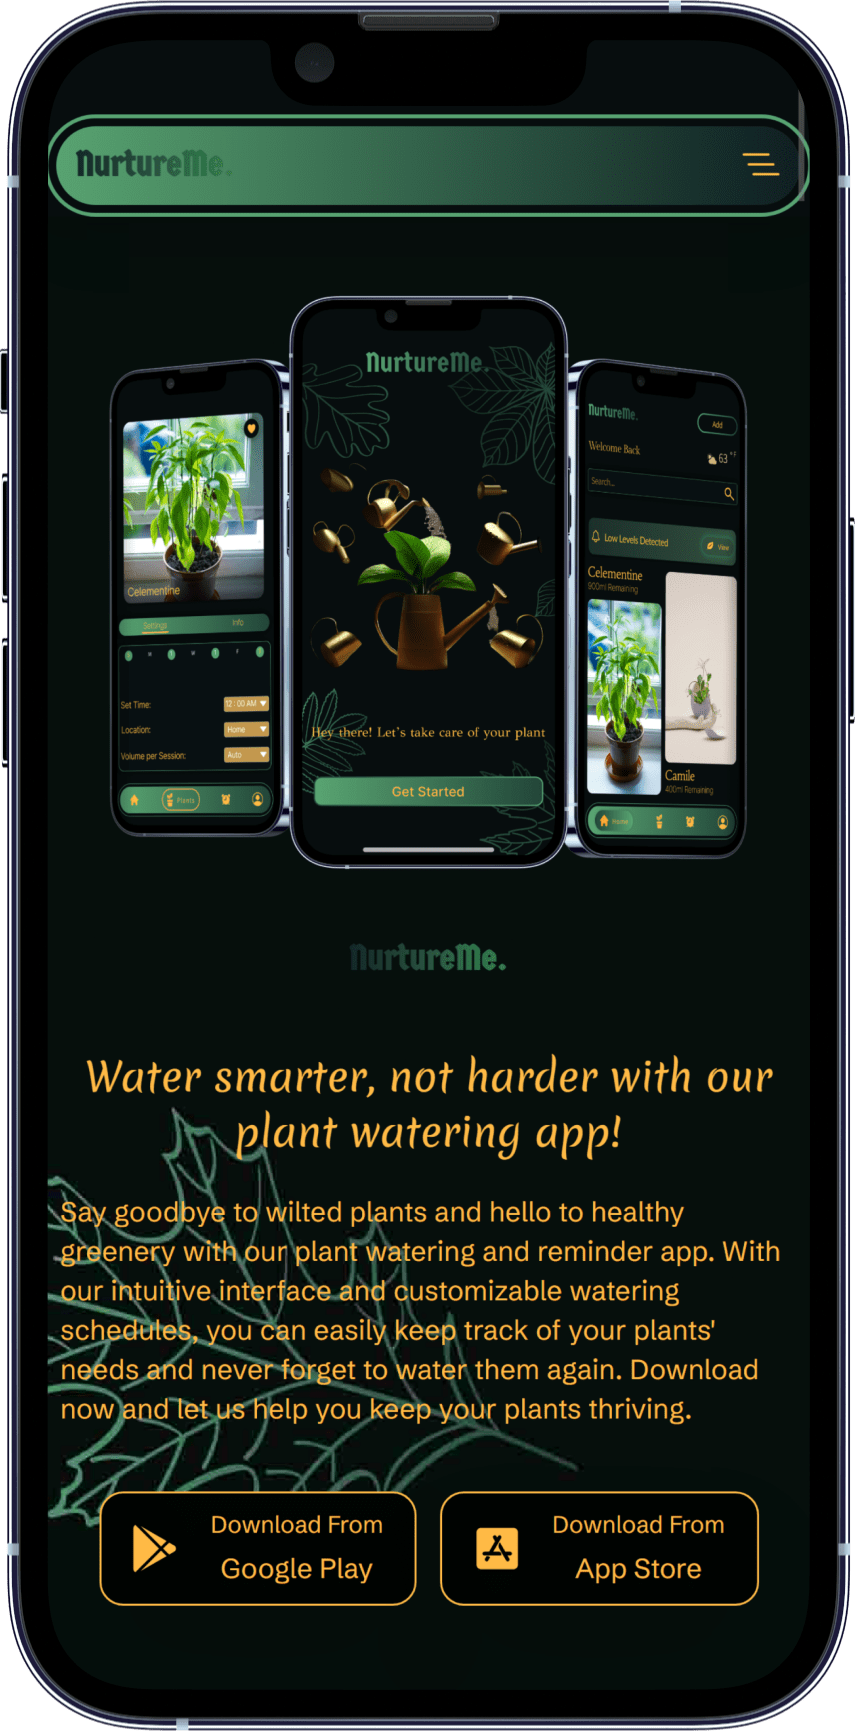 NurtureMe.
Celementine
Settings
Info
M
W
F
Set Time:
12 : 00 AM
Location:
Home
Volume per Session:
Auto
Plants
NurtureMe.
Hey there! Let's take care of your plant
Get Started
NurtureMe.
Add
Welcome Back
63 °F
Search...
Low Levels Detected
View
Celementine
900ml Remaining
Camile
400ml Remaining
Home
NurtureMe.
Water smarter, not harder with our
plant watering app!
Say goodbye to wilted plants and hello to healthy
greenery with our plant watering and reminder app. With
our intuitive interface and customizable watering
schedules, you can easily keep track of your plants'
needs and never forget to water them again. Download
now and let us help you keep your plants thriving.
Download From
Google Play
Download From
App Store